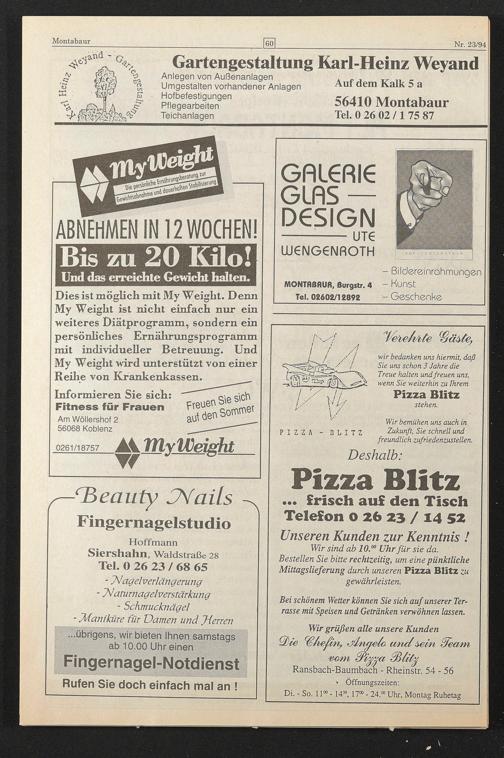 Montabaur
60
Nr. 23/94
Karl Heinz Weyand - Gartengestaltung
Gartengestaltung Karl-Heinz Weyand
Anlegen von Außenanlagen
Umgestalten vorhandener Anlagen
Hofbefestigungen
Pflegearbeiten
Teichanlagen
Auf dem Kalk 5 a
56410 Montabaur
Tel. 0 26 02 / 1 75 87
My Weight
Die persönliche Ernährungsberatung zur
Gewichtsabnahme und dauerhaften Stabilisierung
ABNEHMEN IN 12 WOCHEN!
Bis zu 20 Kilo!
Und das erreichte Gewicht halten.
Dies ist möglich mit My Weight. Denn
My Weight ist nicht einfach nur ein
weiteres Diätprogramm, sondern ein
persönliches Ernährungsprogramm
mit individueller Betreuung. Und
My Weight wird unterstützt von einer
Reihe von Krankenkassen.
Informieren Sie sich:
Fitness für Frauen
Am Wöllershof 2
56068 Koblenz
Freuen Sie sich
auf den Sommer
0261/18757
My Weight
Beauty Nails
Fingernagelstudio
Hoffmann
Siershahn, Waldstraße 28
Tel. 0 26 23 / 68 65
- Nagelverlängerung
- Naturnagelverstärkung
- Schmucknägel
- Maniküre für Damen und Herren
...übrigens, wir bieten Ihnen samstags
ab 10.00 Uhr einen
Fingernagel-Notdienst
Rufen Sie doch einfach mal an !
GALERIE
GLAS
DESIGN
UTE
WENGENROTH
MONTABAUR, Burgstr. 4
Tel. 02602/12892
- Bildereinrahmungen
- Kunst
- Geschenke
PIZZA - BLITZ
Verehrte Gäste,
wir bedanken uns hiermit, daß
Sie uns schon 3 Jahre die
Treue halten und freuen uns,
wenn Sie weiterhin zu Ihrem
Pizza Blitz
stehen.
Wir bemühen uns auch in
Zukunft, Sie schnell und
freundlich zufriedenzustellen.
Deshalb:
Pizza Blitz
... frisch auf den Tisch
Telefon 0 26 23 / 14 52
Unseren Kunden zur Kenntnis !
Wir sind ab 10.⁰⁰ Uhr für sie da.
Bestellen Sie bitte rechtzeitig, um eine pünktliche
Mittagslieferung durch unseren Pizza Blitz zu
gewährleisten.
Bei schönem Wetter können Sie sich auf unserer Ter-
rasse mit Speisen und Getränken verwöhnen lassen.
Wir grüßen alle unsere Kunden
Die Chefin, Angelo und sein Team
vom Pizza Blitz
Ransbach-Baumbach - Rheinstr. 54 - 56
• Öffnungszeiten:
Di. - So. 11⁰⁰ - 14³⁰, 17⁰⁰ - 24.⁰⁰ Uhr, Montag Ruhetag